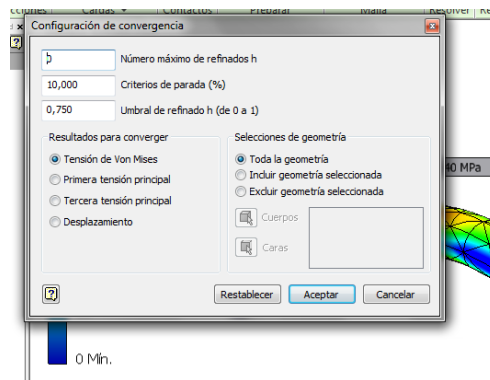 Cargas
Contactos
Preparar
Malla
Resolver
Configuración de convergencia
Número máximo de refinados h
10,000 Criterios de parada (%)
0,750 Umbral de refinado h (de 0 a 1)
Resultados para converger
Tensión de Von Mises
Primera tensión principal
Tercera tensión principal
Desplazamiento
Selecciones de geometría
Toda la geometría
Incluir geometría seleccionada
Excluir geometría seleccionada
Cuerpos
Caras
Restablecer Aceptar Cancelar
40 MPa
0 Mín.